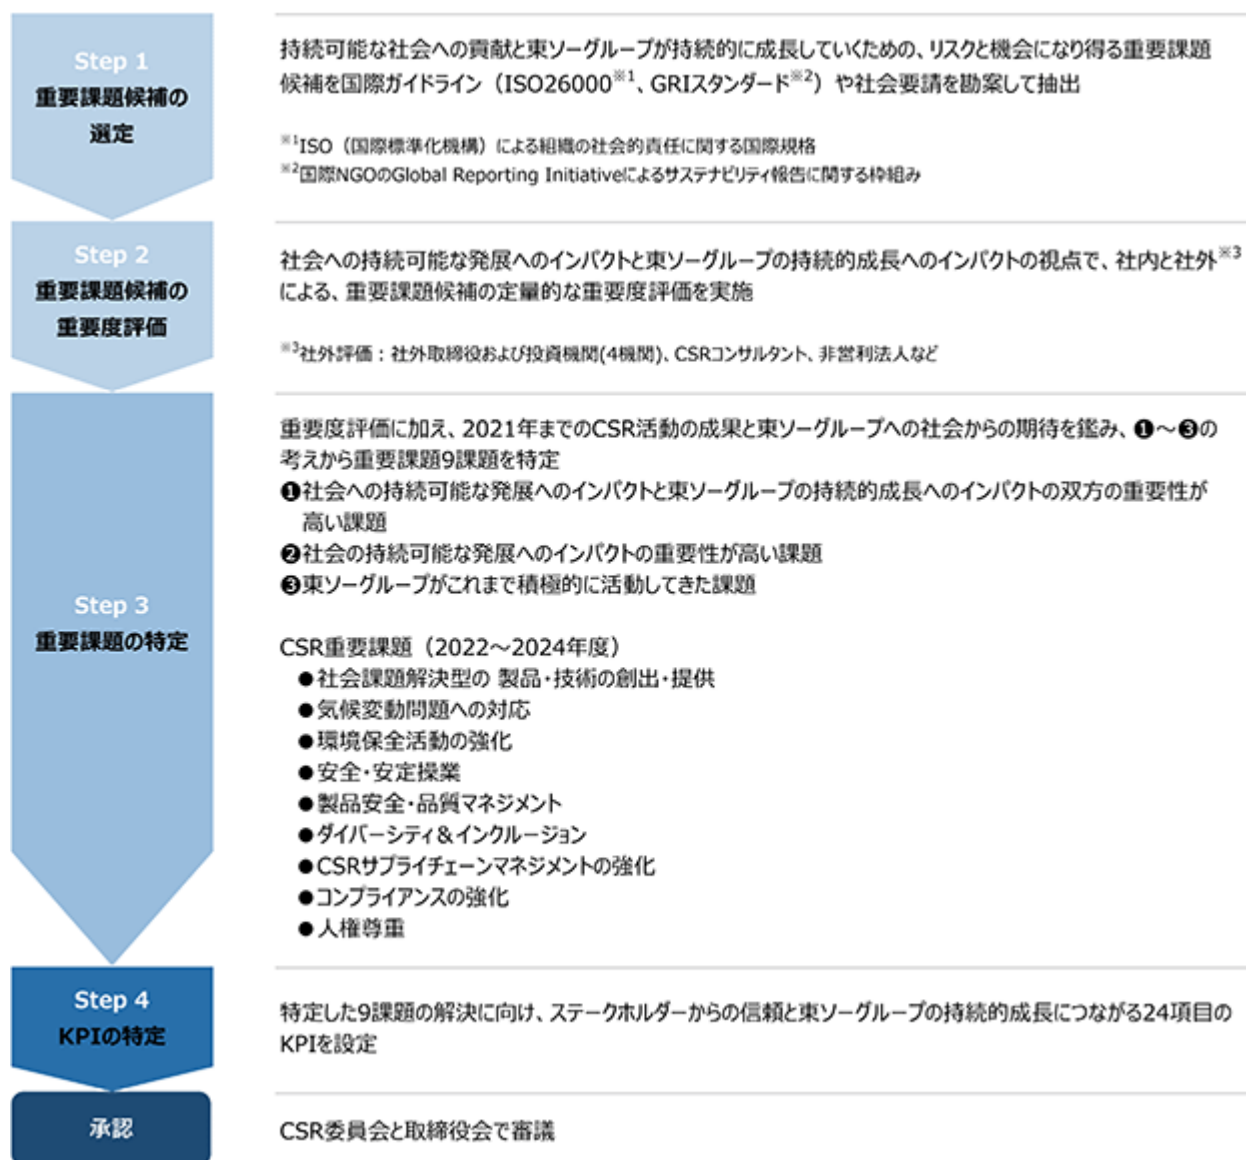 Step 1
重要課題候補の
選定
持続可能な社会への貢献と東ソーグループが持続的に成長していくための、リスクと機会になり得る重要課題
候補を国際ガイドライン（ISO26000※1、GRIスタンダード※2）や社会要請を勘案して抽出
※1ISO（国際標準化機構）による組織の社会的責任に関する国際規格
※2国際NGOのGlobal Reporting Initiativeによるサステナビリティ報告に関する枠組み
Step 2
重要課題候補の
重要度評価
社会への持続可能な発展へのインパクトと東ソーグループの持続的成長へのインパクトの視点で、社内と社外※3
による、重要課題候補の定量的な重要度評価を実施
※3社外評価：社外取締役および投資機関(4機関)、CSRコンサルタント、非営利法人など
Step 3
重要課題の特定
重要度評価に加え、2021年までのCSR活動の成果と東ソーグループへの社会からの期待を鑑み、❶～❸の
考えから重要課題9課題を特定
❶社会への持続可能な発展へのインパクトと東ソーグループの持続的成長へのインパクトの双方の重要性が
高い課題
❷社会の持続可能な発展へのインパクトの重要性が高い課題
❸東ソーグループがこれまで積極的に活動してきた課題
CSR重要課題（2022～2024年度）
●社会課題解決型の 製品・技術の創出・提供
●気候変動問題への対応
●環境保全活動の強化
●安全・安定操業
●製品安全・品質マネジメント
●ダイバーシティ＆インクルージョン
●CSRサプライチェーンマネジメントの強化
●コンプライアンスの強化
●人権尊重
Step 4
KPIの特定
特定した9課題の解決に向け、ステークホルダーからの信頼と東ソーグループの持続的成長につながる24項目の
KPIを設定
承認
CSR委員会と取締役会で審議